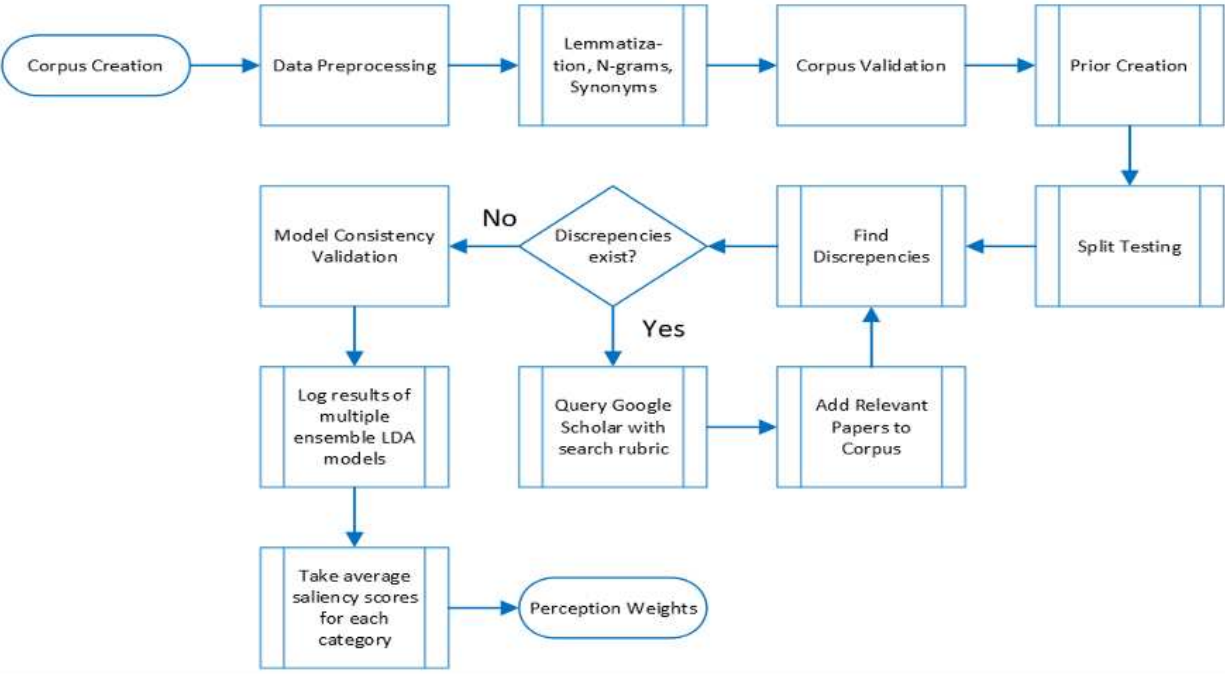 Corpus Creation
Data Preprocessing
Lemmatiza-
tion, N-grams,
Synonyms
Corpus Validation
Prior Creation
Split Testing
Find
Discrepencies
Discrepencies
exist?
No
Yes
Model Consistency
Validation
Query Google
Scholar with
search rubric
Add Relevant
Papers to
Corpus
Log results of
multiple
ensemble LDA
models
Take average
saliency scores
for each
category
Perception Weights